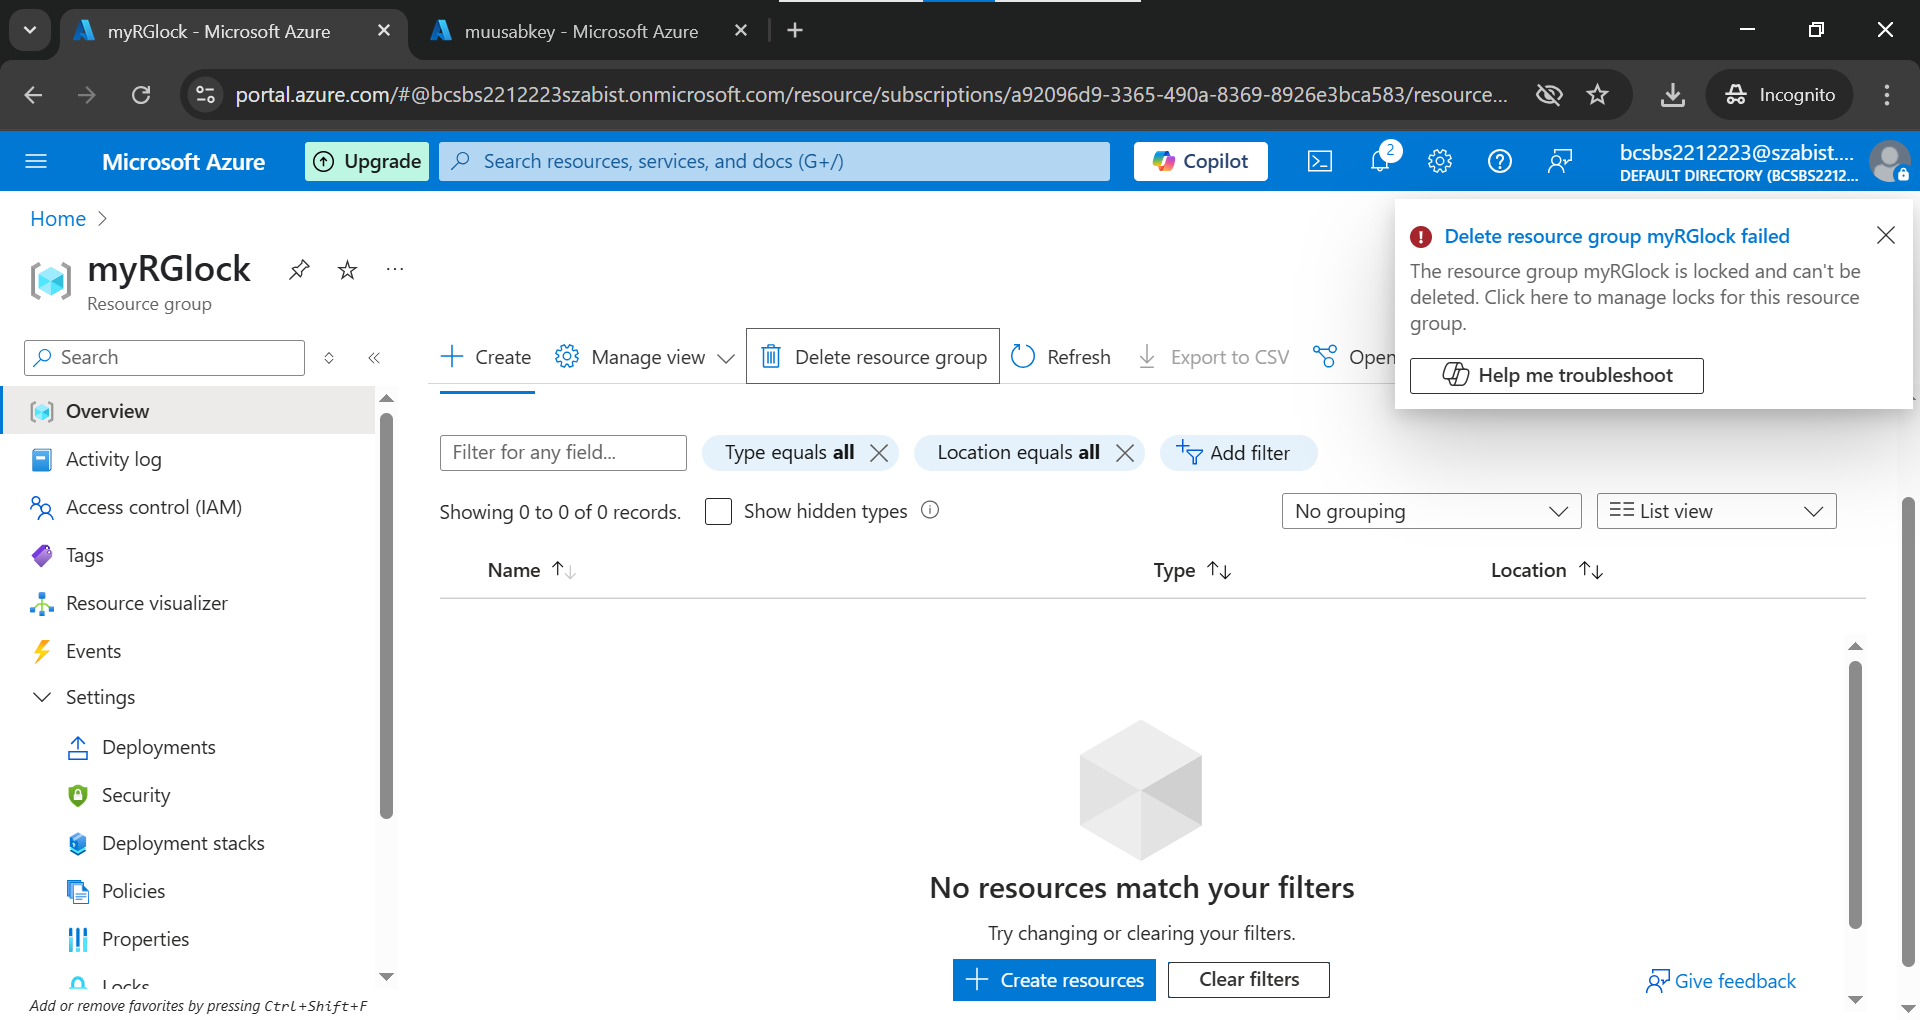 myRGlock - Microsoft Azure
muusabkey - Microsoft Azure
portal.azure.com/#@bcsbs2212223szabist.onmicrosoft.com/resource/subscriptions/a92096d9-3365-490a-8369-8926e3bca583/resource...
Incognito
Microsoft Azure
Upgrade
Search resources, services, and docs (G+/)
Copilot
2
bcsbs2212223@szabist....
DEFAULT DIRECTORY (BCSBS2212...
Home
myRGlock
Resource group
Delete resource group myRGlock failed
The resource group myRGlock is locked and can't be
deleted. Click here to manage locks for this resource
group.
Help me troubleshoot
Search
Create
Manage view
Delete resource group
Refresh
Export to CSV
Open
Overview
Activity log
Access control (IAM)
Tags
Resource visualizer
Events
Settings
Deployments
Security
Deployment stacks
Policies
Properties
Locks
Add or remove favorites by pressing Ctrl+Shift+F
Filter for any field...
Type equals all
Location equals all
Add filter
Showing 0 to 0 of 0 records.
Show hidden types
No grouping
List view
Name
Type
Location
No resources match your filters
Try changing or clearing your filters.
Create resources
Clear filters
Give feedback